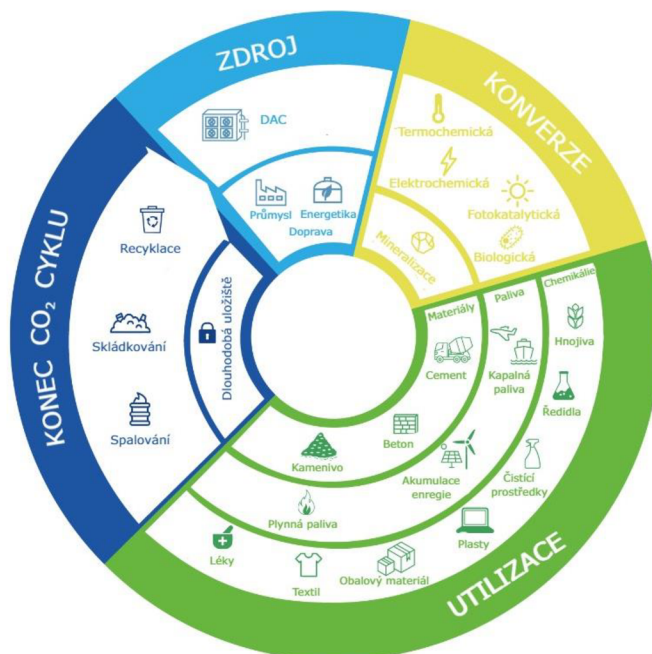 ZDROJ
DAC
Průmysl
Energetika
Doprava
KONVERZE
Termochemická
Elektrochemická
Fotokatalytická
Biologická
Mineralizace
UTILIZACE
Materiály
Paliva
Chemikálie
Cement
Kapalná
paliva
Hnojiva
Ředidla
Beton
Kamenivo
Akumulace
enregie
Čistící
prostředky
Plynná paliva
Plasty
Obalový materiál
Textil
Léky
KONEC CO₂ CYKLU
Recyklace
Skládkování
Spalování
Dlouhodobá uložiště